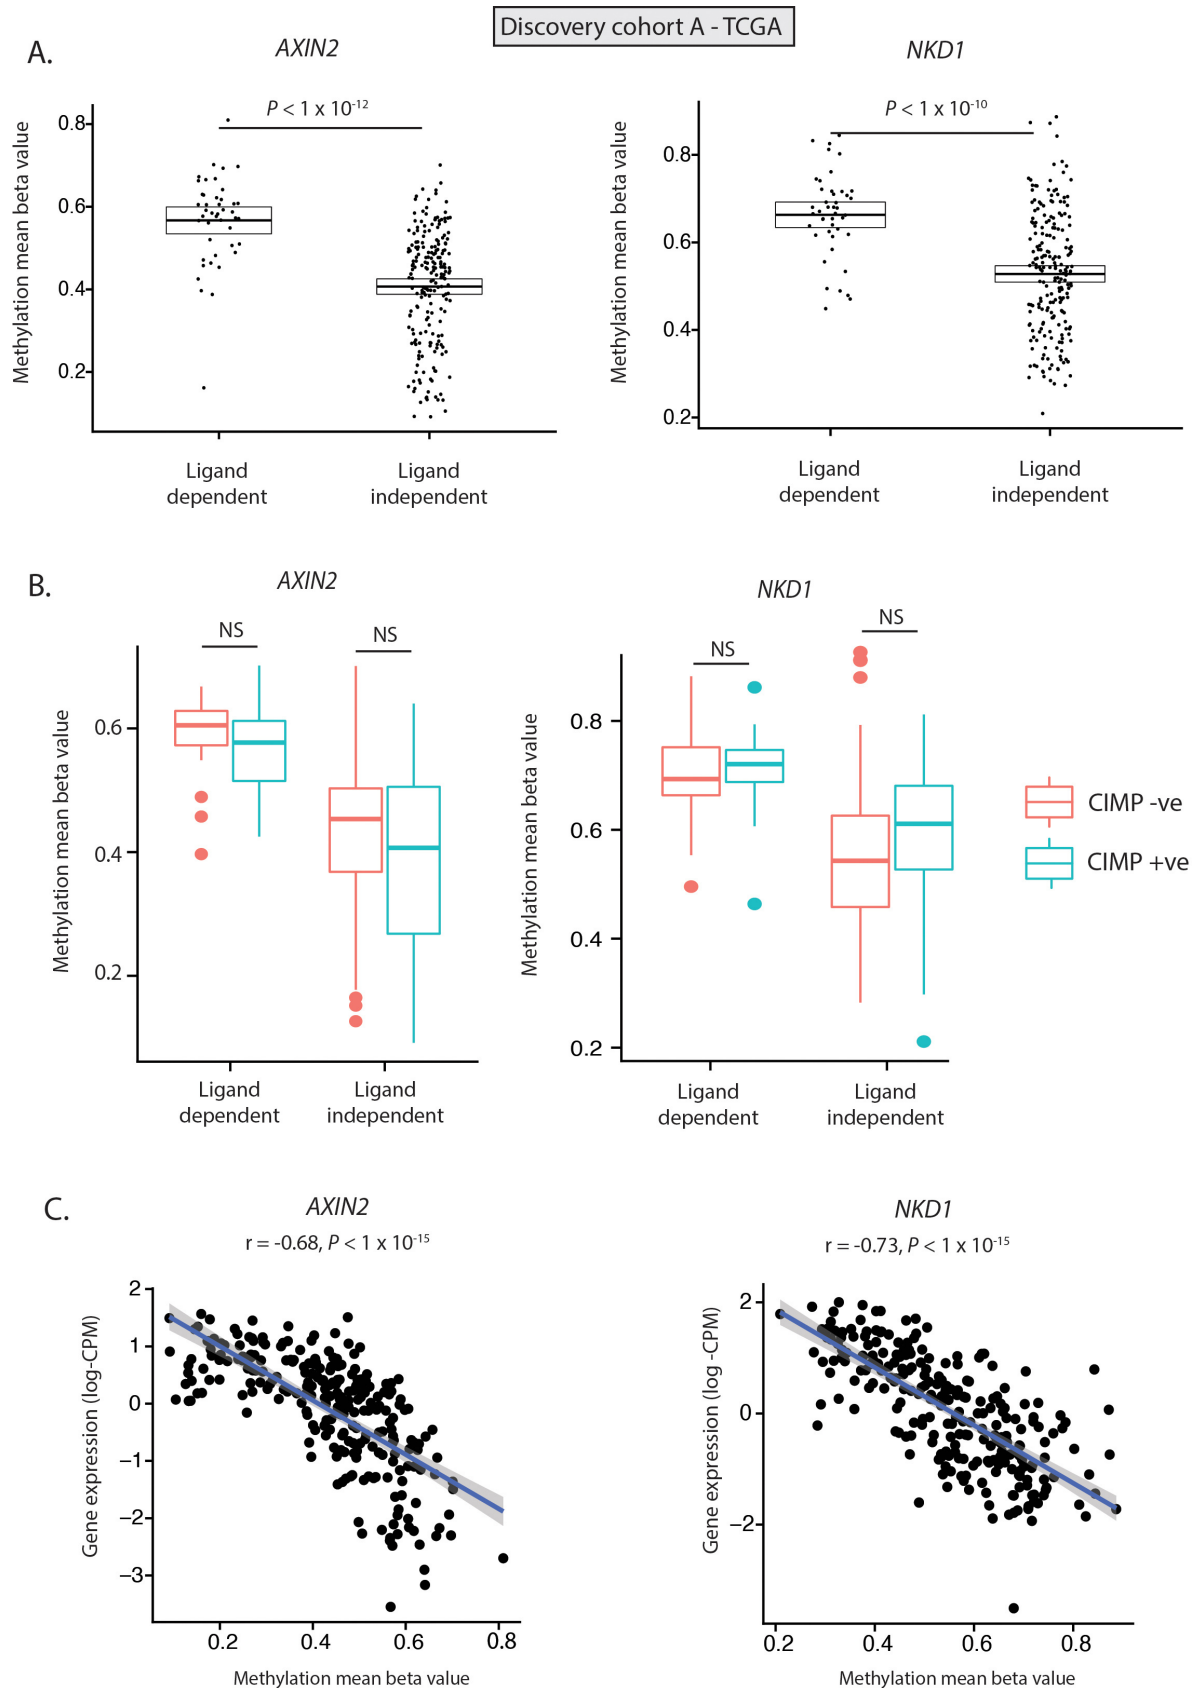 Discovery cohort A - TCGA
A.
AXIN2
P < 1 x 10-12
Methylation mean beta value
0.8
0.6
0.4
0.2
Ligand
dependent
Ligand
independent
NKD1
P < 1 x 10-10
Methylation mean beta value
0.8
0.6
0.4
0.2
Ligand
dependent
Ligand
independent
B.
AXIN2
NS
NS
Methylation mean beta value
0.6
0.4
0.2
Ligand
dependent
Ligand
independent
NKD1
NS
NS
Methylation mean beta value
0.8
0.6
0.4
0.2
Ligand
dependent
Ligand
independent
CIMP -ve
CIMP +ve
C.
AXIN2
r = -0.68, P < 1 x 10-15
Gene expression (log-CPM)
2
1
0
−1
−2
−3
0.2 0.4 0.6 0.8
Methylation mean beta value
NKD1
r = -0.73, P < 1 x 10-15
Gene expression (log -CPM)
2
0
−2
0.2 0.4 0.6 0.8
Methylation mean beta value